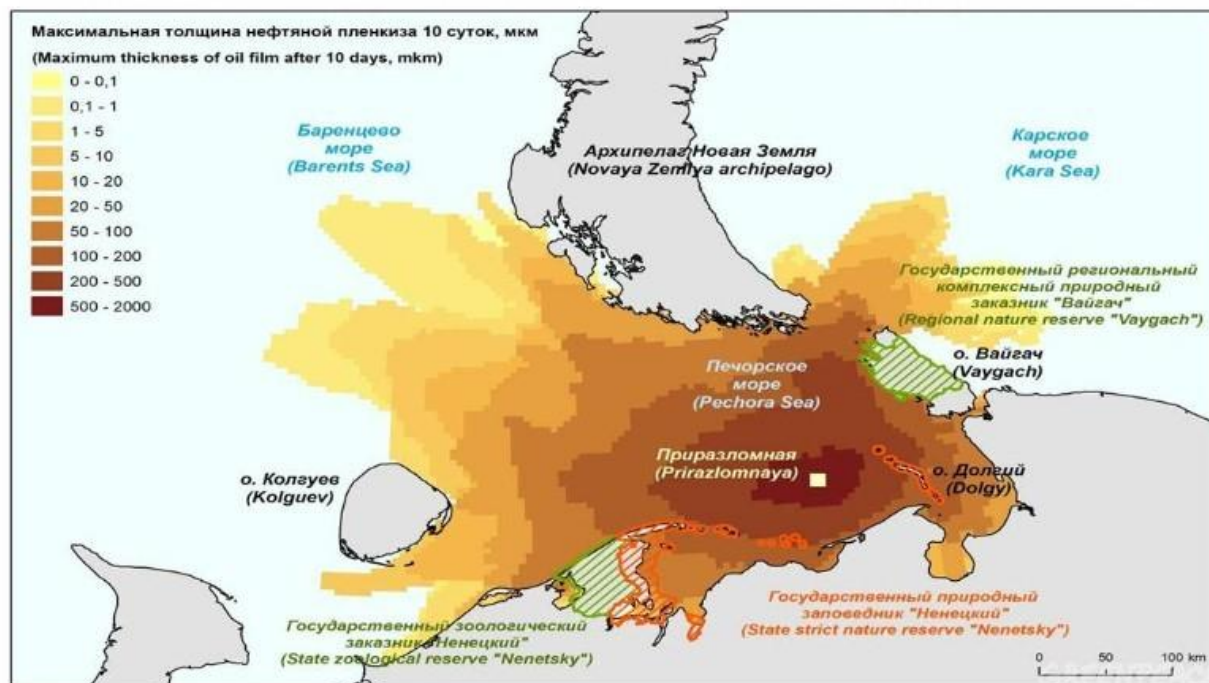 Максимальная толщина нефтяной пленкиза 10 суток, мкм
(Maximum thickness of oil film after 10 days, mkm)
0 - 0,1
0,1 - 1
1 - 5
5 - 10
10 - 20
20 - 50
50 - 100
100 - 200
200 - 500
500 - 2000
Баренцево
море
(Barents Sea)
Архипелаг Новая Земля
(Novaya Zemlya archipelago)
Карское
море
(Kara Sea)
Государственный региональный
комплексный природный
заказник "Вайгач"
(Regional nature reserve "Vaygach")
о. Вайгач
(Vaygach)
Печорское
море
(Pechora Sea)
Приразломная
(Prirazlomnaya)
о. Колгуев
(Kolguev)
о. Долгий
(Dolgy)
Государственный природный
заповедник "Ненецкий"
(State strict nature reserve "Nenetsky")
Государственный зоологический
заказник "Ненецкий"
(State zoological reserve "Nenetsky")
0 50 100 km